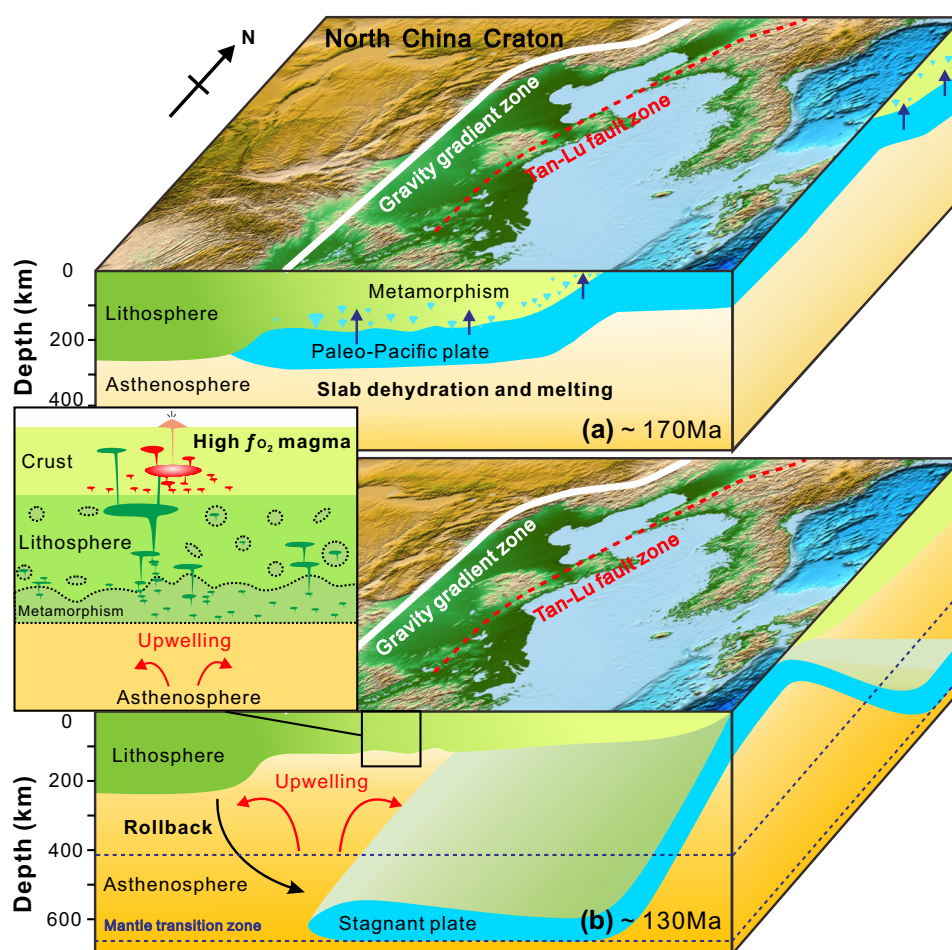 N
North China Craton
Gravity gradient zone
Tan-Lu fault zone
Depth (km)
0
200
400
Lithosphere
Metamorphism
Paleo-Pacific plate
Asthenosphere
Slab dehydration and melting
(a) ~ 170Ma
High fO₂ magma
Crust
Lithosphere
Metamorphism
Upwelling
Asthenosphere
Gravity gradient zone
Tan-Lu fault zone
Depth (km)
0
200
400
600
Lithosphere
Upwelling
Rollback
Asthenosphere
Mantle transition zone
Stagnant plate
(b) ~ 130Ma